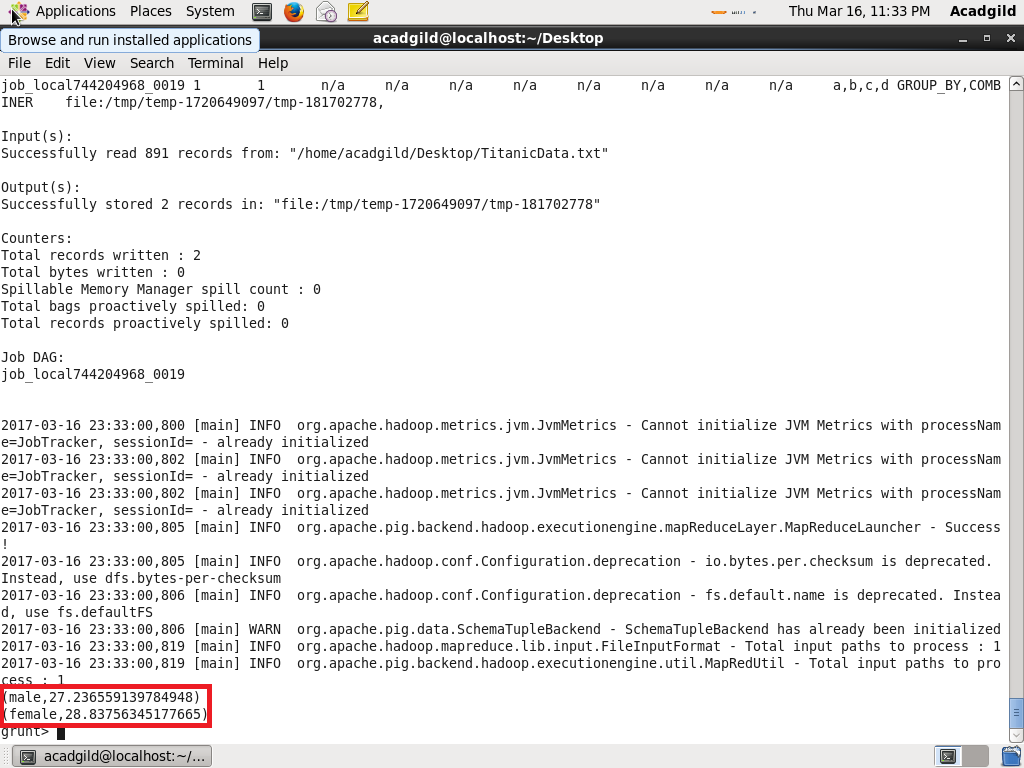 Applications Places System Thu Mar 16, 11:33 PM Acadgild
Browse and run installed applications
acadgild@localhost:~/Desktop
File Edit View Search Terminal Help
job_local744204968_0019 1 1 n/a n/a n/a n/a n/a n/a n/a n/a a,b,c,d GROUP_BY,COMB
INER file:/tmp/temp-1720649097/tmp-181702778,
Input(s):
Successfully read 891 records from: "/home/acadgild/Desktop/TitanicData.txt"
Output(s):
Successfully stored 2 records in: "file:/tmp/temp-1720649097/tmp-181702778"
Counters:
Total records written : 2
Total bytes written : 0
Spillable Memory Manager spill count : 0
Total bags proactively spilled: 0
Total records proactively spilled: 0
Job DAG:
job_local744204968_0019
2017-03-16 23:33:00,800 [main] INFO org.apache.hadoop.metrics.jvm.JvmMetrics - Cannot initialize JVM Metrics with processNam
e=JobTracker, sessionId= - already initialized
2017-03-16 23:33:00,802 [main] INFO org.apache.hadoop.metrics.jvm.JvmMetrics - Cannot initialize JVM Metrics with processNam
e=JobTracker, sessionId= - already initialized
2017-03-16 23:33:00,802 [main] INFO org.apache.hadoop.metrics.jvm.JvmMetrics - Cannot initialize JVM Metrics with processNam
e=JobTracker, sessionId= - already initialized
2017-03-16 23:33:00,805 [main] INFO org.apache.pig.backend.hadoop.executionengine.mapReduceLayer.MapReduceLauncher - Success
!
2017-03-16 23:33:00,805 [main] INFO org.apache.hadoop.conf.Configuration.deprecation - io.bytes.per.checksum is deprecated.
Instead, use dfs.bytes-per-checksum
2017-03-16 23:33:00,806 [main] INFO org.apache.hadoop.conf.Configuration.deprecation - fs.default.name is deprecated. Instea
d, use fs.defaultFS
2017-03-16 23:33:00,806 [main] WARN org.apache.pig.data.SchemaTupleBackend - SchemaTupleBackend has already been initialized
2017-03-16 23:33:00,819 [main] INFO org.apache.hadoop.mapreduce.lib.input.FileInputFormat - Total input paths to process : 1
2017-03-16 23:33:00,819 [main] INFO org.apache.pig.backend.hadoop.executionengine.util.MapRedUtil - Total input paths to pro
cess : 1
(male,27.236559139784948)
(female,28.83756345177665)
grunt>
acadgild@localhost:~/...